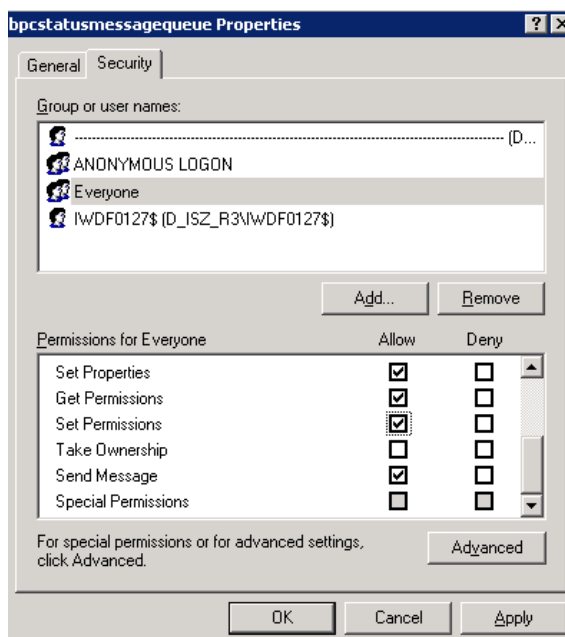 bpcstatusmessagequeue Properties
General Security
Group or user names:
---------------------------------------------------------------------------------- (D...
ANONYMOUS LOGON
Everyone
IWDF0127$ (D_ISZ_R3\IWDF0127$)
Add... Remove
Permissions for Everyone Allow Deny
Set Properties
Get Permissions
Set Permissions
Take Ownership
Send Message
Special Permissions
For special permissions or for advanced settings,
click Advanced.
Advanced
OK Cancel Apply